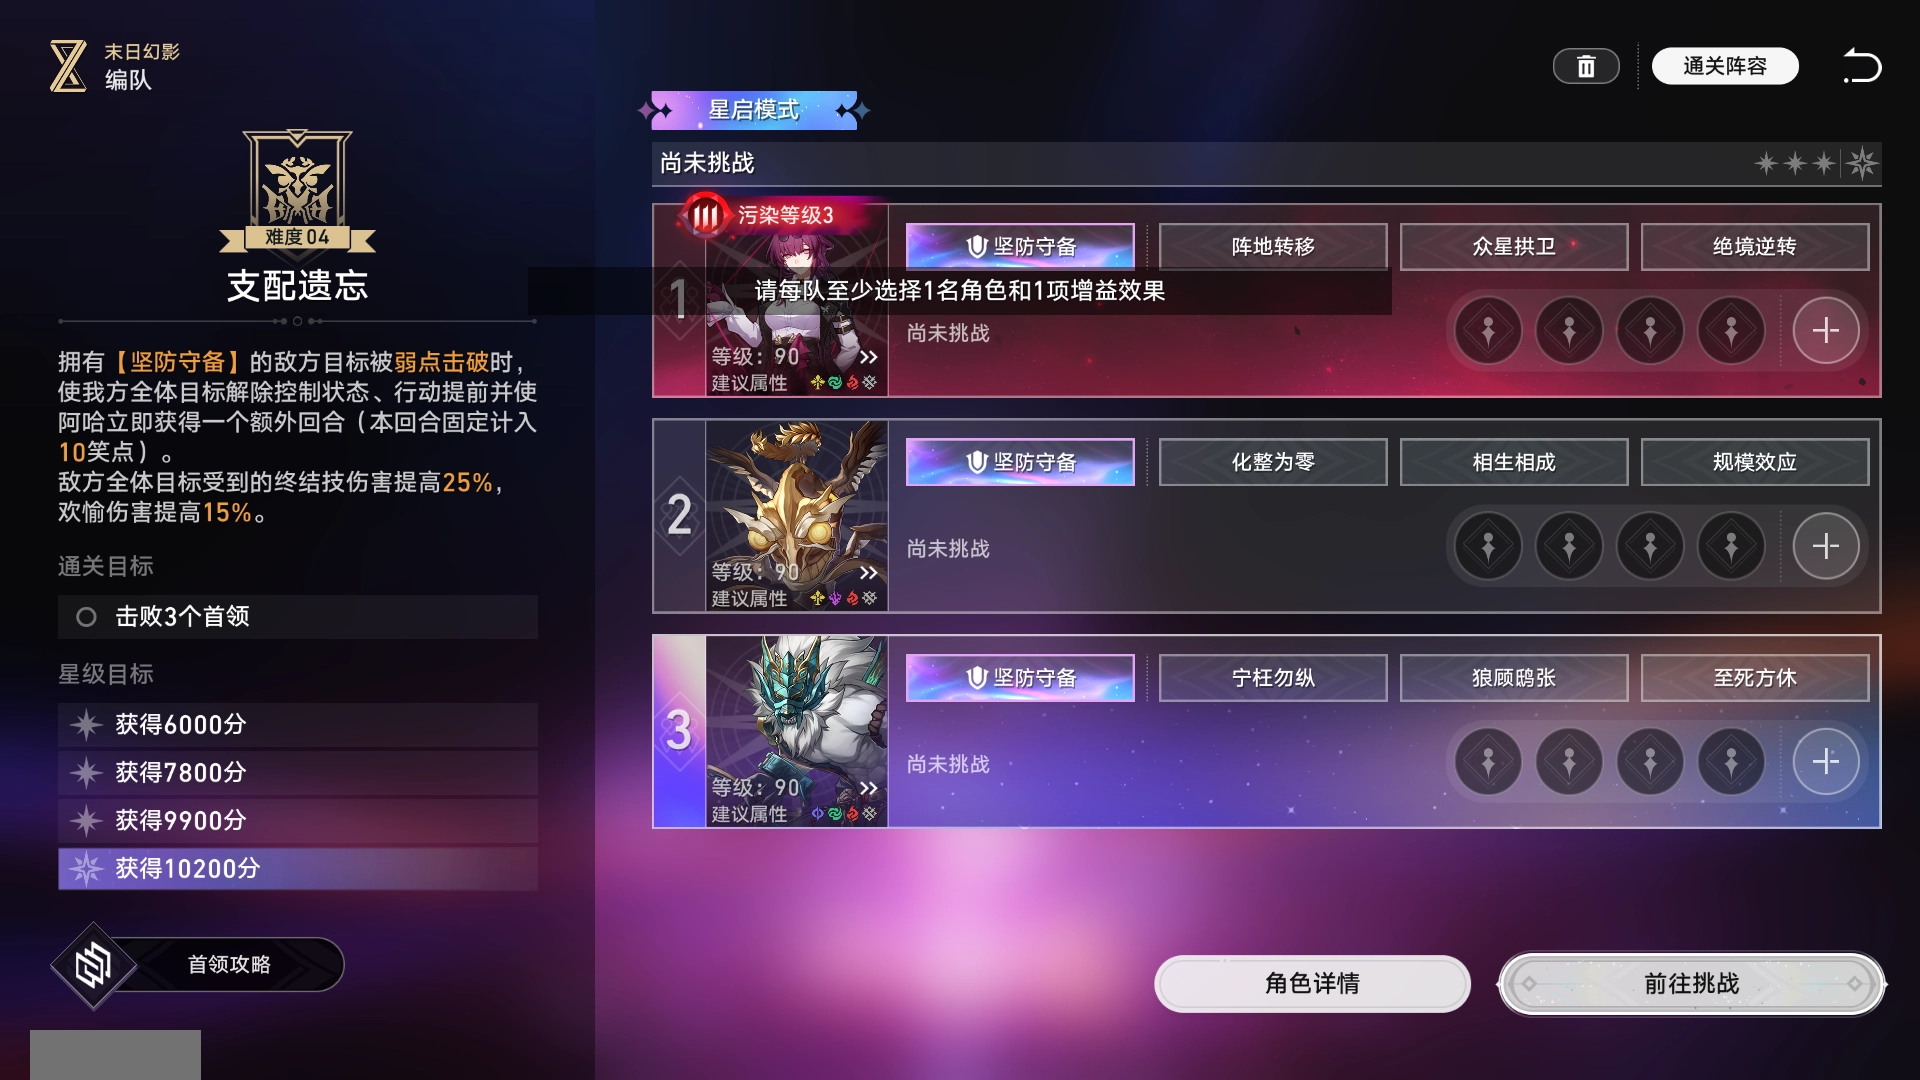 末日幻影
编队
通关阵容
星启模式
尚未挑战
难度04
支配遗忘
拥有【坚防守备】的敌方目标被弱点击破时，
使我方全体目标解除控制状态、行动提前并使
阿哈立即获得一个额外回合（本回合固定计入
10笑点）。
敌方全体目标受到的终结技伤害提高25%，
欢愉伤害提高15%。
通关目标
击败3个首领
星级目标
获得6000分
获得7800分
获得9900分
获得10200分
首领攻略
污染等级3
1
坚防守备
阵地转移
众星拱卫
绝境逆转
请每队至少选择1名角色和1项增益效果
尚未挑战
等级：90
建议属性
2
坚防守备
化整为零
相生相成
规模效应
尚未挑战
等级：90
建议属性
3
坚防守备
宁枉勿纵
狼顾鸱张
至死方休
尚未挑战
等级：90
建议属性
角色详情
前往挑战